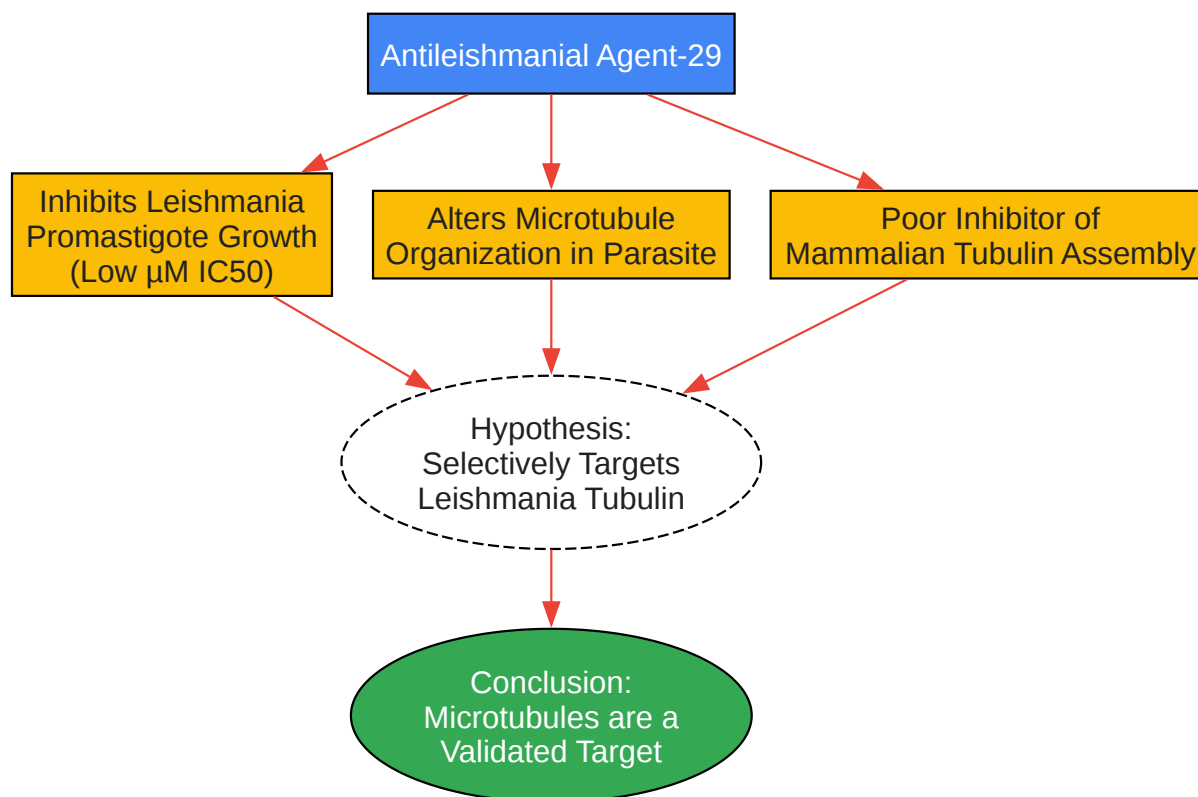 Antileishmanial Agent-29
Inhibits Leishmania
Promastigote Growth
(Low µM IC50)
Alters Microtubule
Organization in Parasite
Poor Inhibitor of
Mammalian Tubulin Assembly
Hypothesis:
Selectively Targets
Leishmania Tubulin
Conclusion:
Microtubules are a
Validated Target